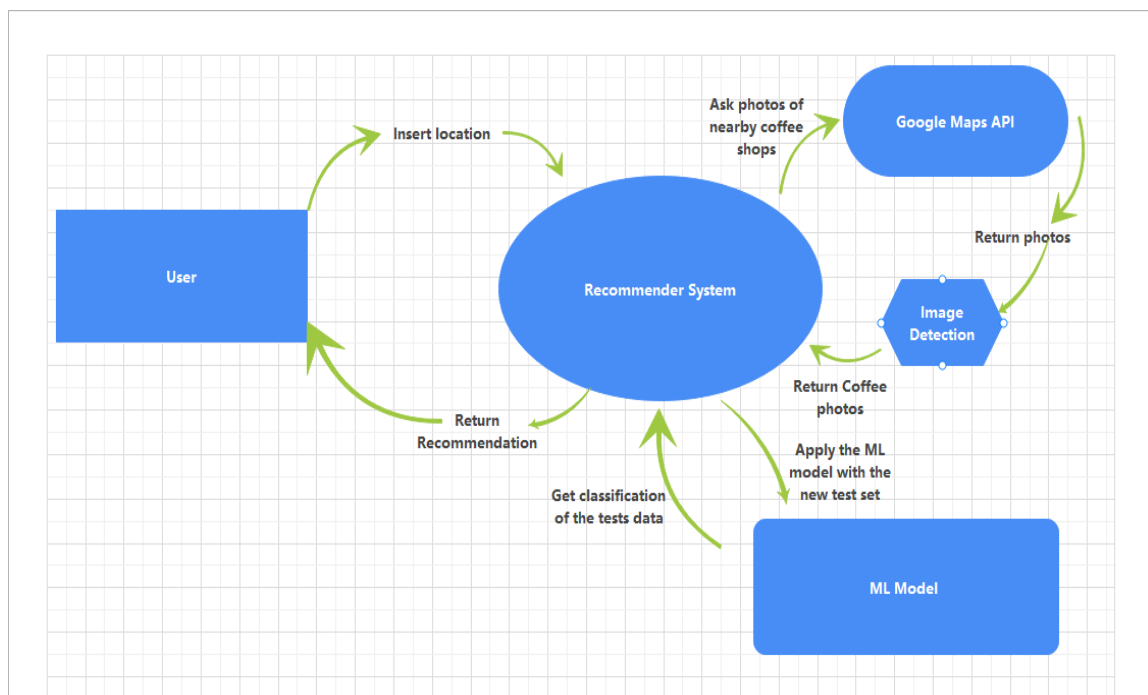 Ask photos of
nearby coffee
shops
Google Maps API
Insert location
Return photos
User
Recommender System
Image
Detection
Return Coffee
photos
Return
Recommendation
Apply the ML
model with the
new test set
Get classification
of the tests data
ML Model